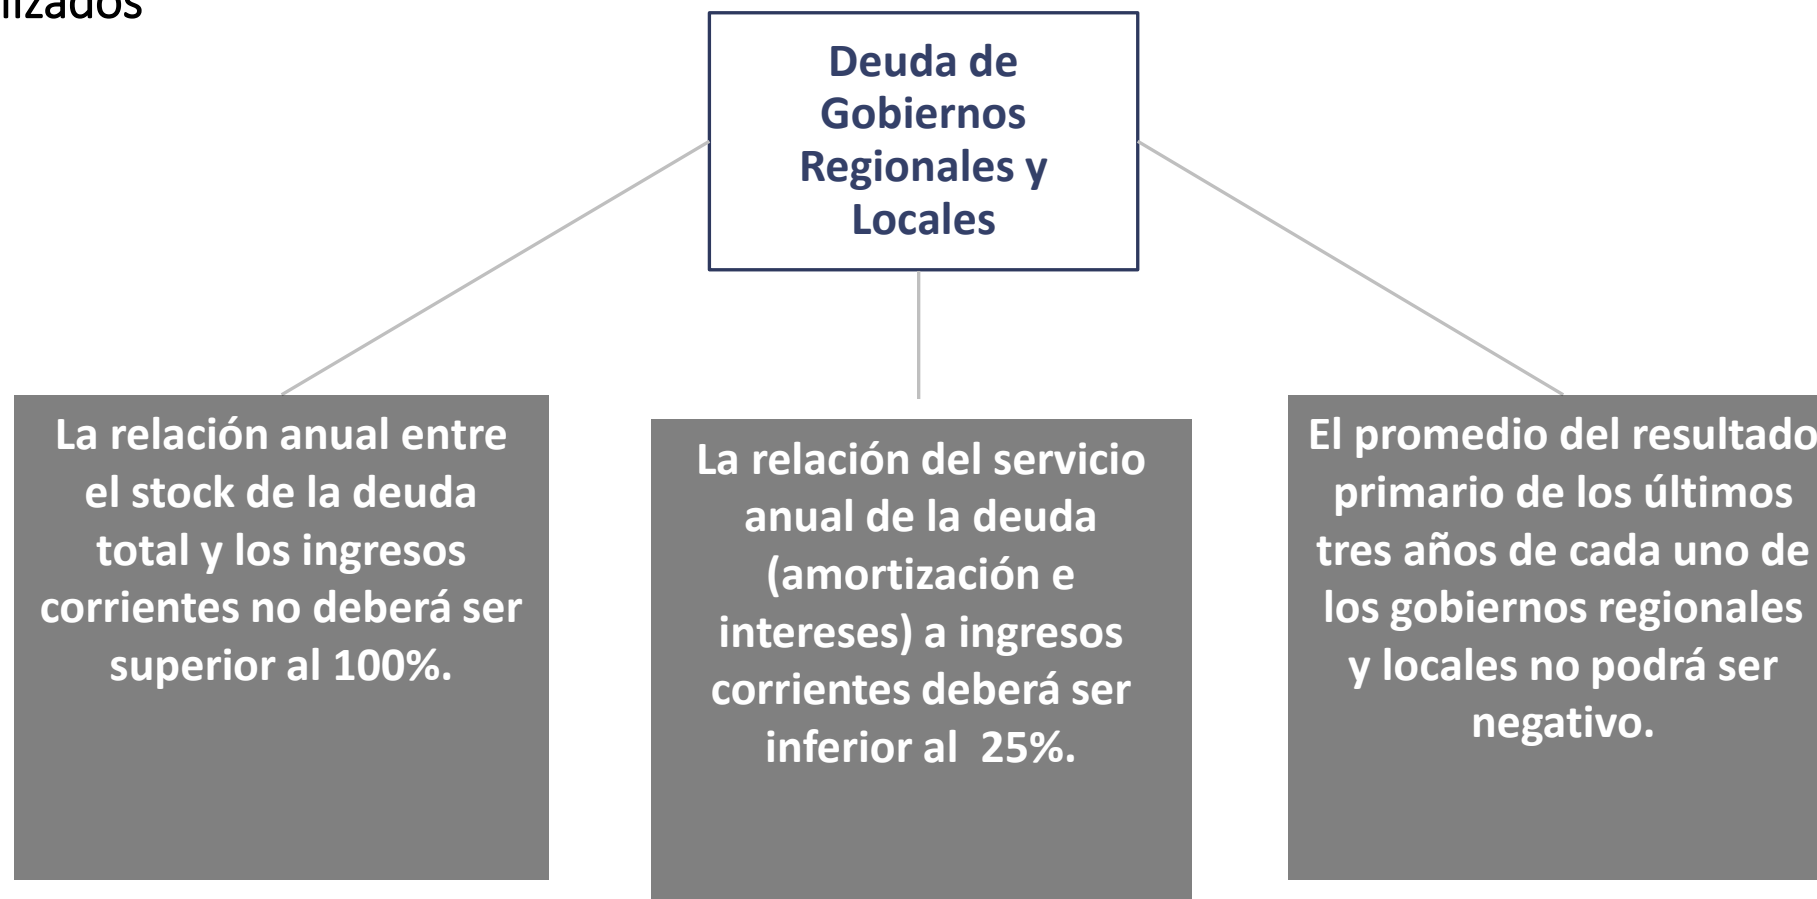 lizados
Deuda de
Gobiernos
Regionales y
Locales
La relación anual entre
el stock de la deuda
total y los ingresos
corrientes no deberá ser
superior al 100%.
La relación del servicio
anual de la deuda
(amortización e
intereses) a ingresos
corrientes deberá ser
inferior al 25%.
El promedio del resultado
primario de los últimos
tres años de cada uno de
los gobiernos regionales
y locales no podrá ser
negativo.